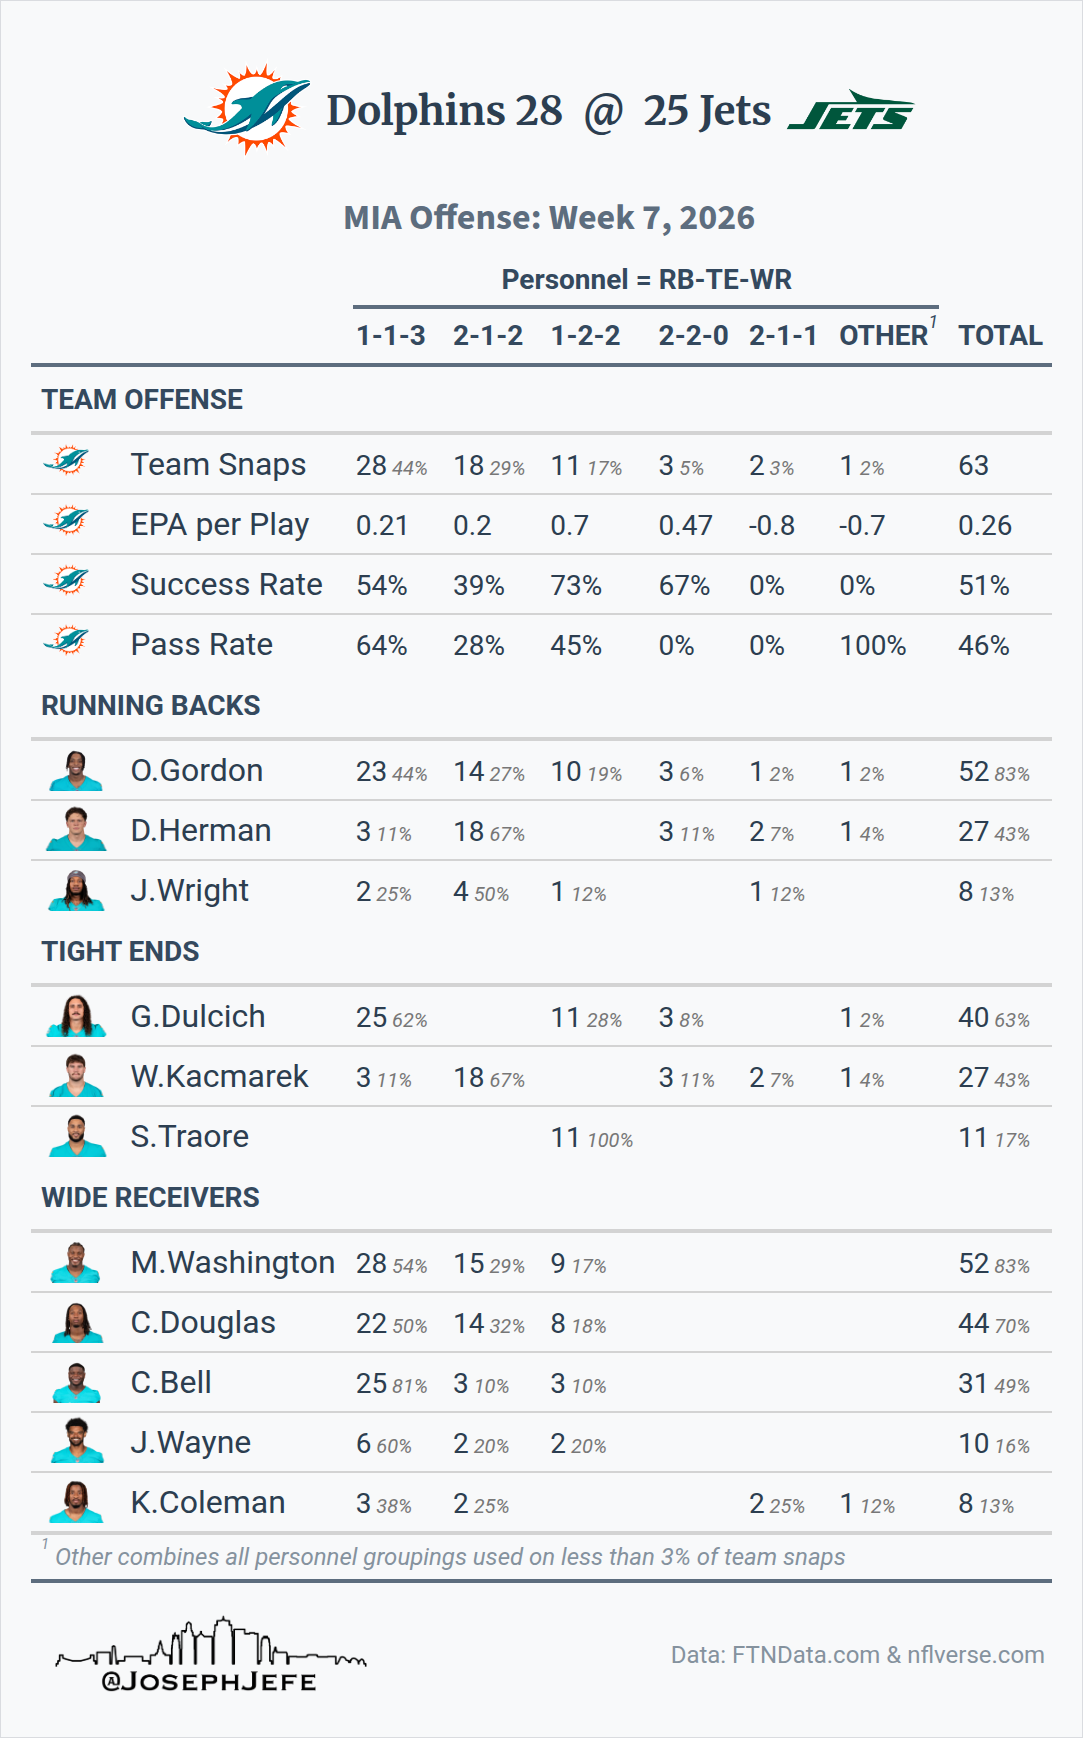 Dolphins 28 @ 25 Jets JETS
MIA Offense: Week 7, 2026
Personnel = RB-TE-WR
1-1-3 2-1-2 1-2-2 2-2-0 2-1-1 OTHER1 TOTAL
TEAM OFFENSE
Team Snaps 28 44% 18 29% 11 17% 3 5% 2 3% 1 2% 63
EPA per Play 0.21 0.2 0.7 0.47 -0.8 -0.7 0.26
Success Rate 54% 39% 73% 67% 0% 0% 51%
Pass Rate 64% 28% 45% 0% 0% 100% 46%
RUNNING BACKS
O.Gordon 23 44% 14 27% 10 19% 3 6% 1 2% 1 2% 52 83%
D.Herman 3 11% 18 67% 3 11% 2 7% 1 4% 27 43%
J.Wright 2 25% 4 50% 1 12% 1 12% 8 13%
TIGHT ENDS
G.Dulcich 25 62% 11 28% 3 8% 1 2% 40 63%
W.Kacmarek 3 11% 18 67% 3 11% 2 7% 1 4% 27 43%
S.Traore 11 100% 11 17%
WIDE RECEIVERS
M.Washington 28 54% 15 29% 9 17% 52 83%
C.Douglas 22 50% 14 32% 8 18% 44 70%
C.Bell 25 81% 3 10% 3 10% 31 49%
J.Wayne 6 60% 2 20% 2 20% 10 16%
K.Coleman 3 38% 2 25% 2 25% 1 12% 8 13%
1 Other combines all personnel groupings used on less than 3% of team snaps
@JosephJefe
Data: FTNData.com & nflverse.com